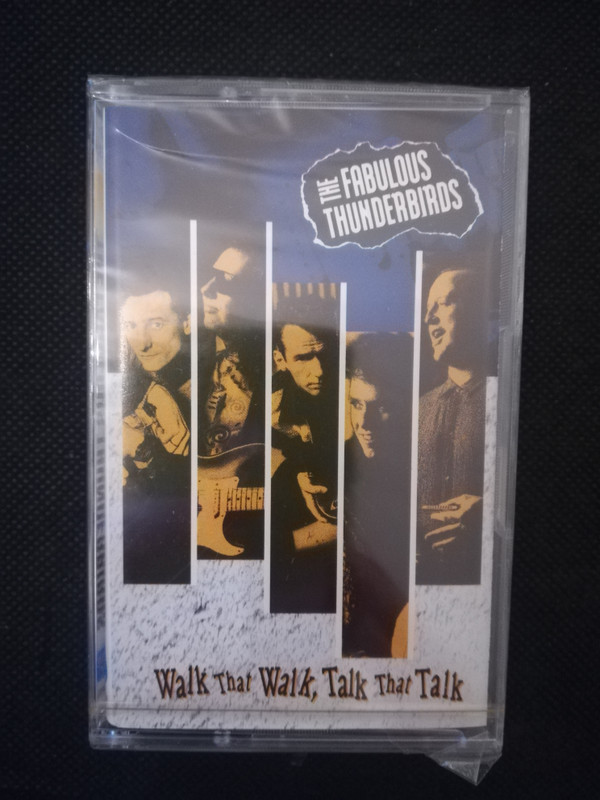 THE FABULOUS
THUNDERBIRDS
Walk That Walk, Talk That Talk